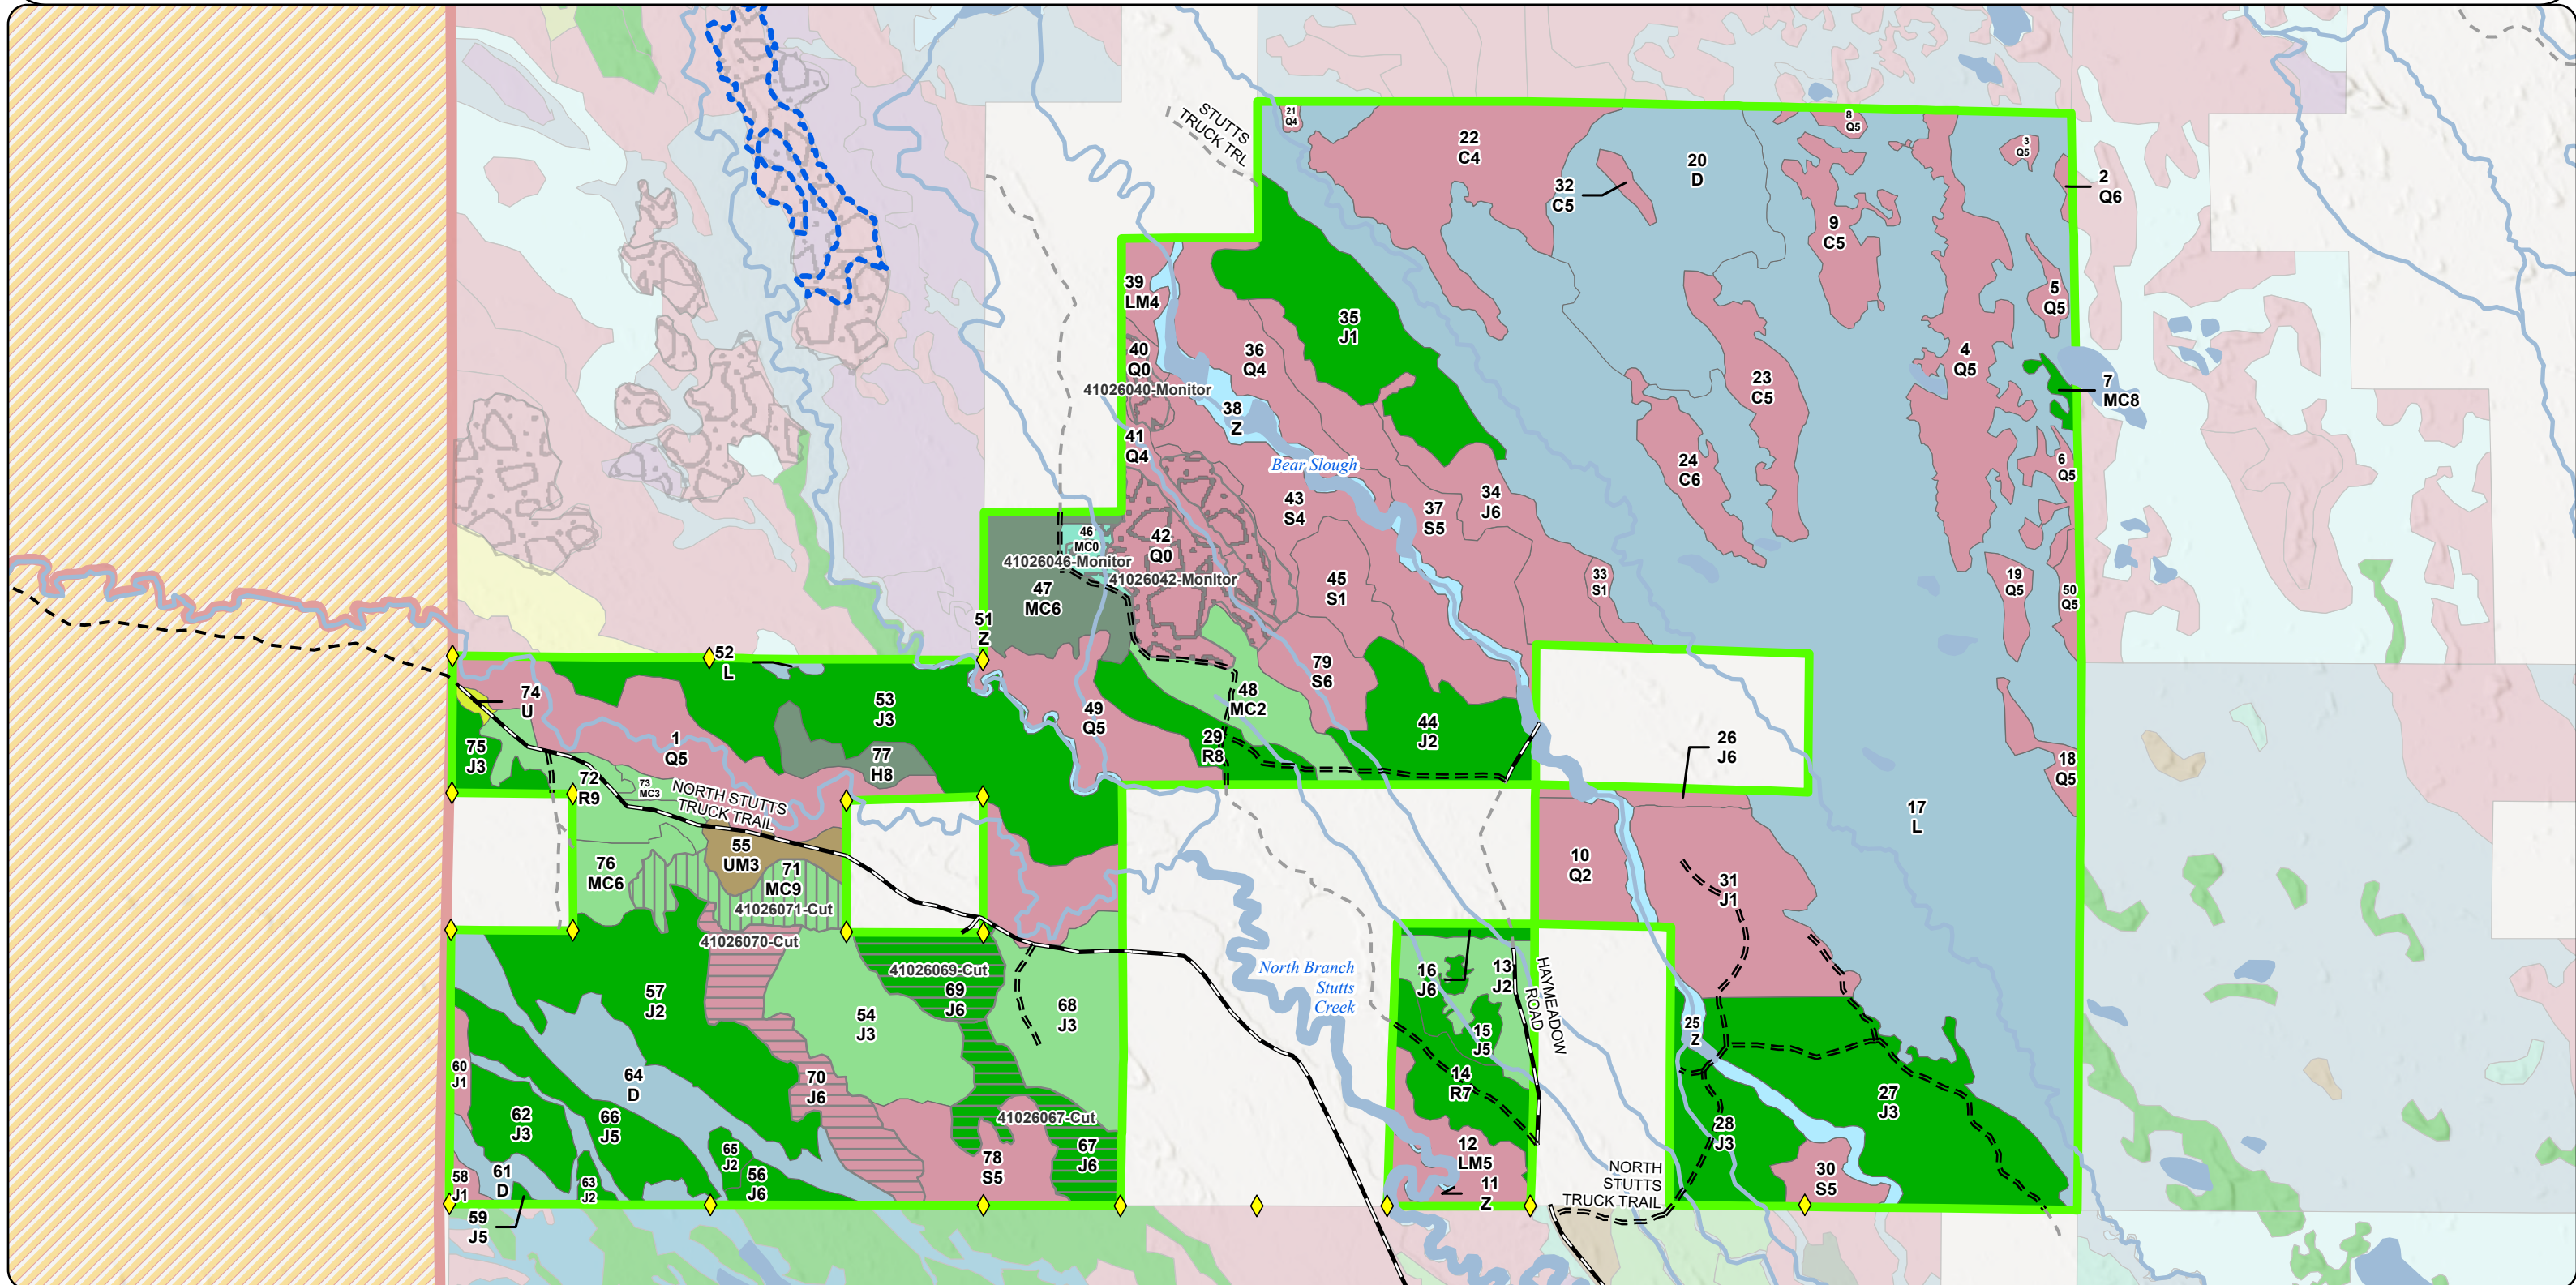 STUTTS
TRUCK TRL
21
Q4
22
C4
32
C5
20
D
8
Q5
3
Q5
2
Q6
9
C5
39
LM4
5
Q5
35
J1
40
Q0
36
Q4
4
Q5
41026040-Monitor
23
C5
7
MC8
38
Z
41
Q4
Bear Slough
24
C6
6
Q5
43
S4
37
S5
34
J6
46
MC0
42
Q0
41026046-Monitor
41026042-Monitor
47
MC6
45
S1
33
S1
19
Q5
50
Q5
51
Z
52
L
79
S6
74
U
53
J3
48
MC2
49
Q5
44
J2
1
Q5
75
J3
29
R8
26
J6
77
H8
18
Q5
72
R9
73
MC3
NORTH STUTTS
TRUCK TRAIL
17
L
55
UM3
76
MC6
71
MC9
10
Q2
31
J1
41026071-Cut
41026070-Cut
41026069-Cut
69
J6
57
J2
54
J3
68
J3
North Branch
Stutts
Creek
16
J6
13
J2
HAYMEADOW
ROAD
15
J5
25
Z
60
J1
64
D
70
J6
14
R7
27
J3
62
J3
66
J5
41026067-Cut
28
J3
65
J2
67
J6
78
S5
12
LM5
58
J1
61
D
63
J2
56
J6
11
Z
NORTH
STUTTS
TRUCK TRAIL
30
S5
59
J5